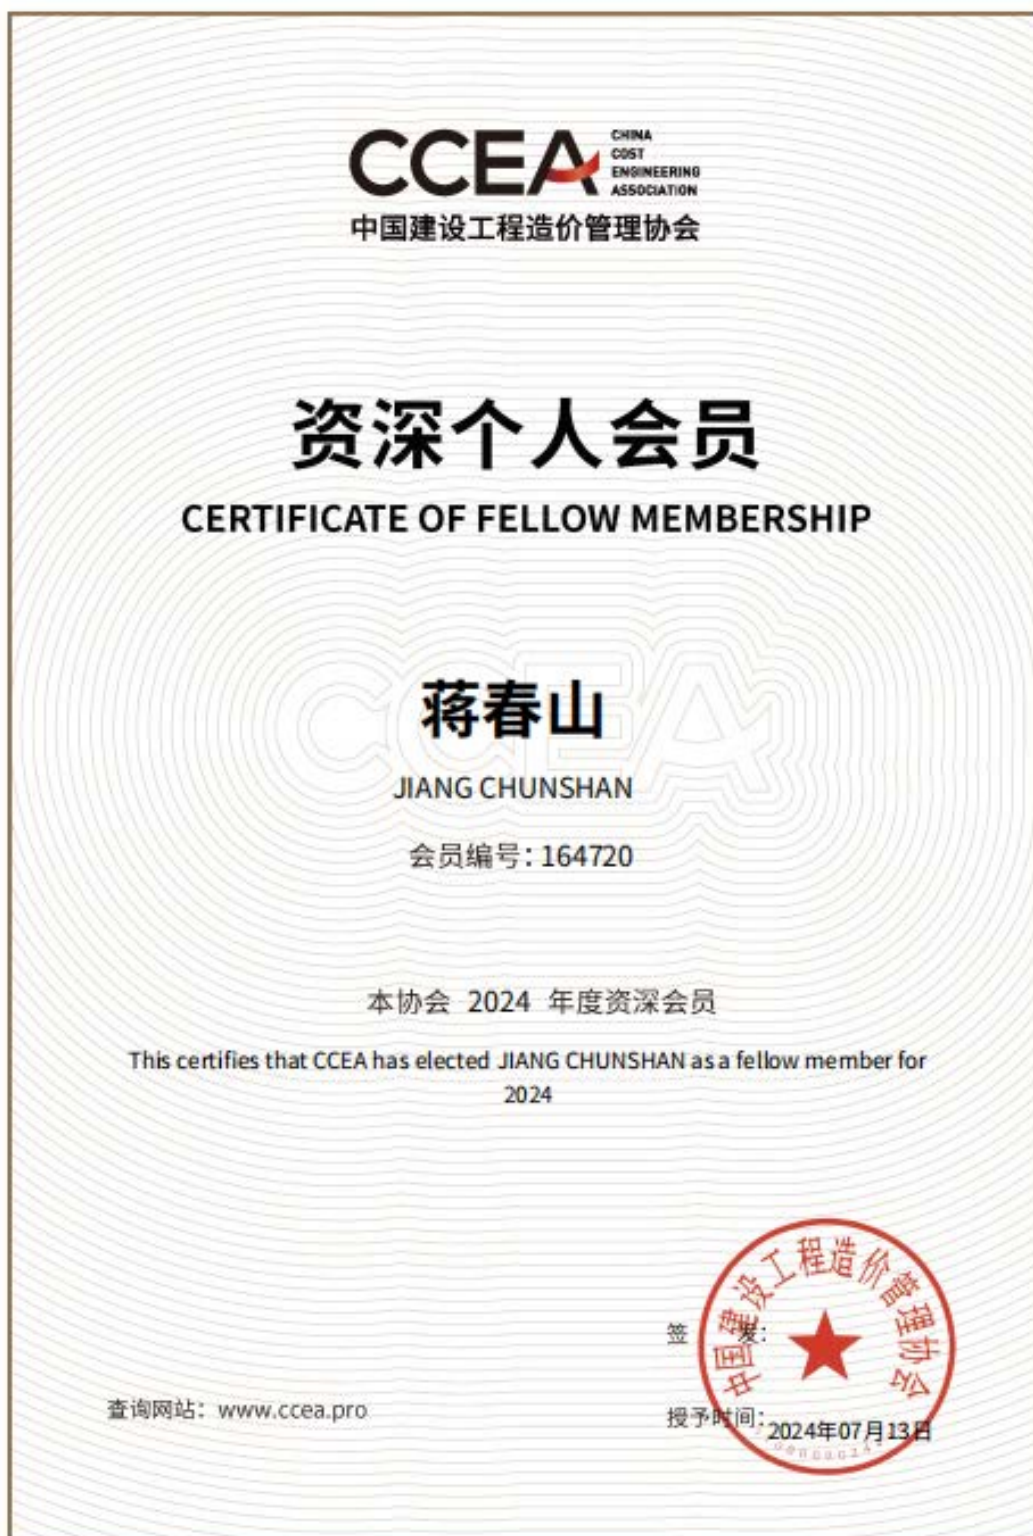 CCEA
CHINA
COST
ENGINEERING
ASSOCIATION
中国建设工程造价管理协会
资深个人会员
CERTIFICATE OF FELLOW MEMBERSHIP
CCEA
蒋春山
JIANG CHUNSHAN
会员编号：164720
本协会 2024 年度资深会员
This certifies that CCEA has elected JIANG CHUNSHAN as a fellow member for
2024
中国建设工程造价管理协会
签 发：
查询网站：www.ccea.pro
授予时间：2024年07月13日